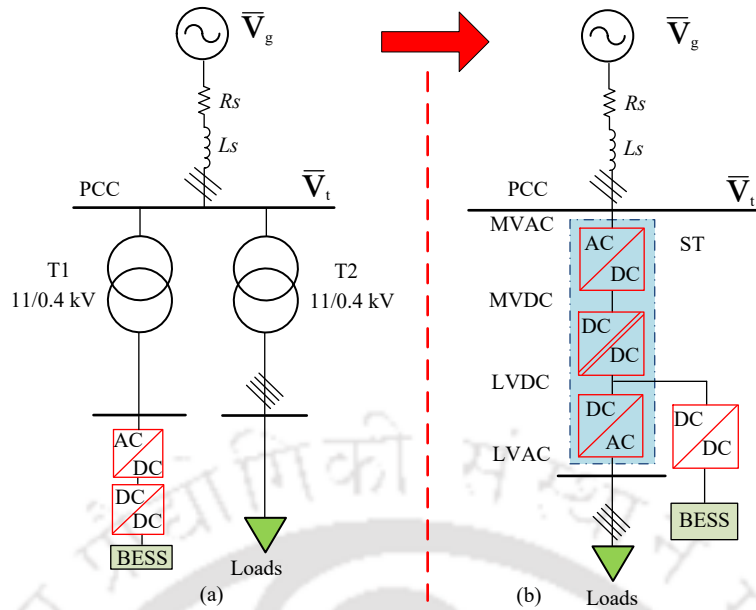 V̅g
Rs
Ls
PCC
V̅t
T1
11/0.4 kV
T2
11/0.4 kV
AC
DC
DC
DC
BESS
Loads
(a)
V̅g
Rs
Ls
PCC
V̅t
MVAC
AC
DC
ST
MVDC
DC
DC
LVDC
DC
AC
LVAC
DC
DC
BESS
Loads
(b)